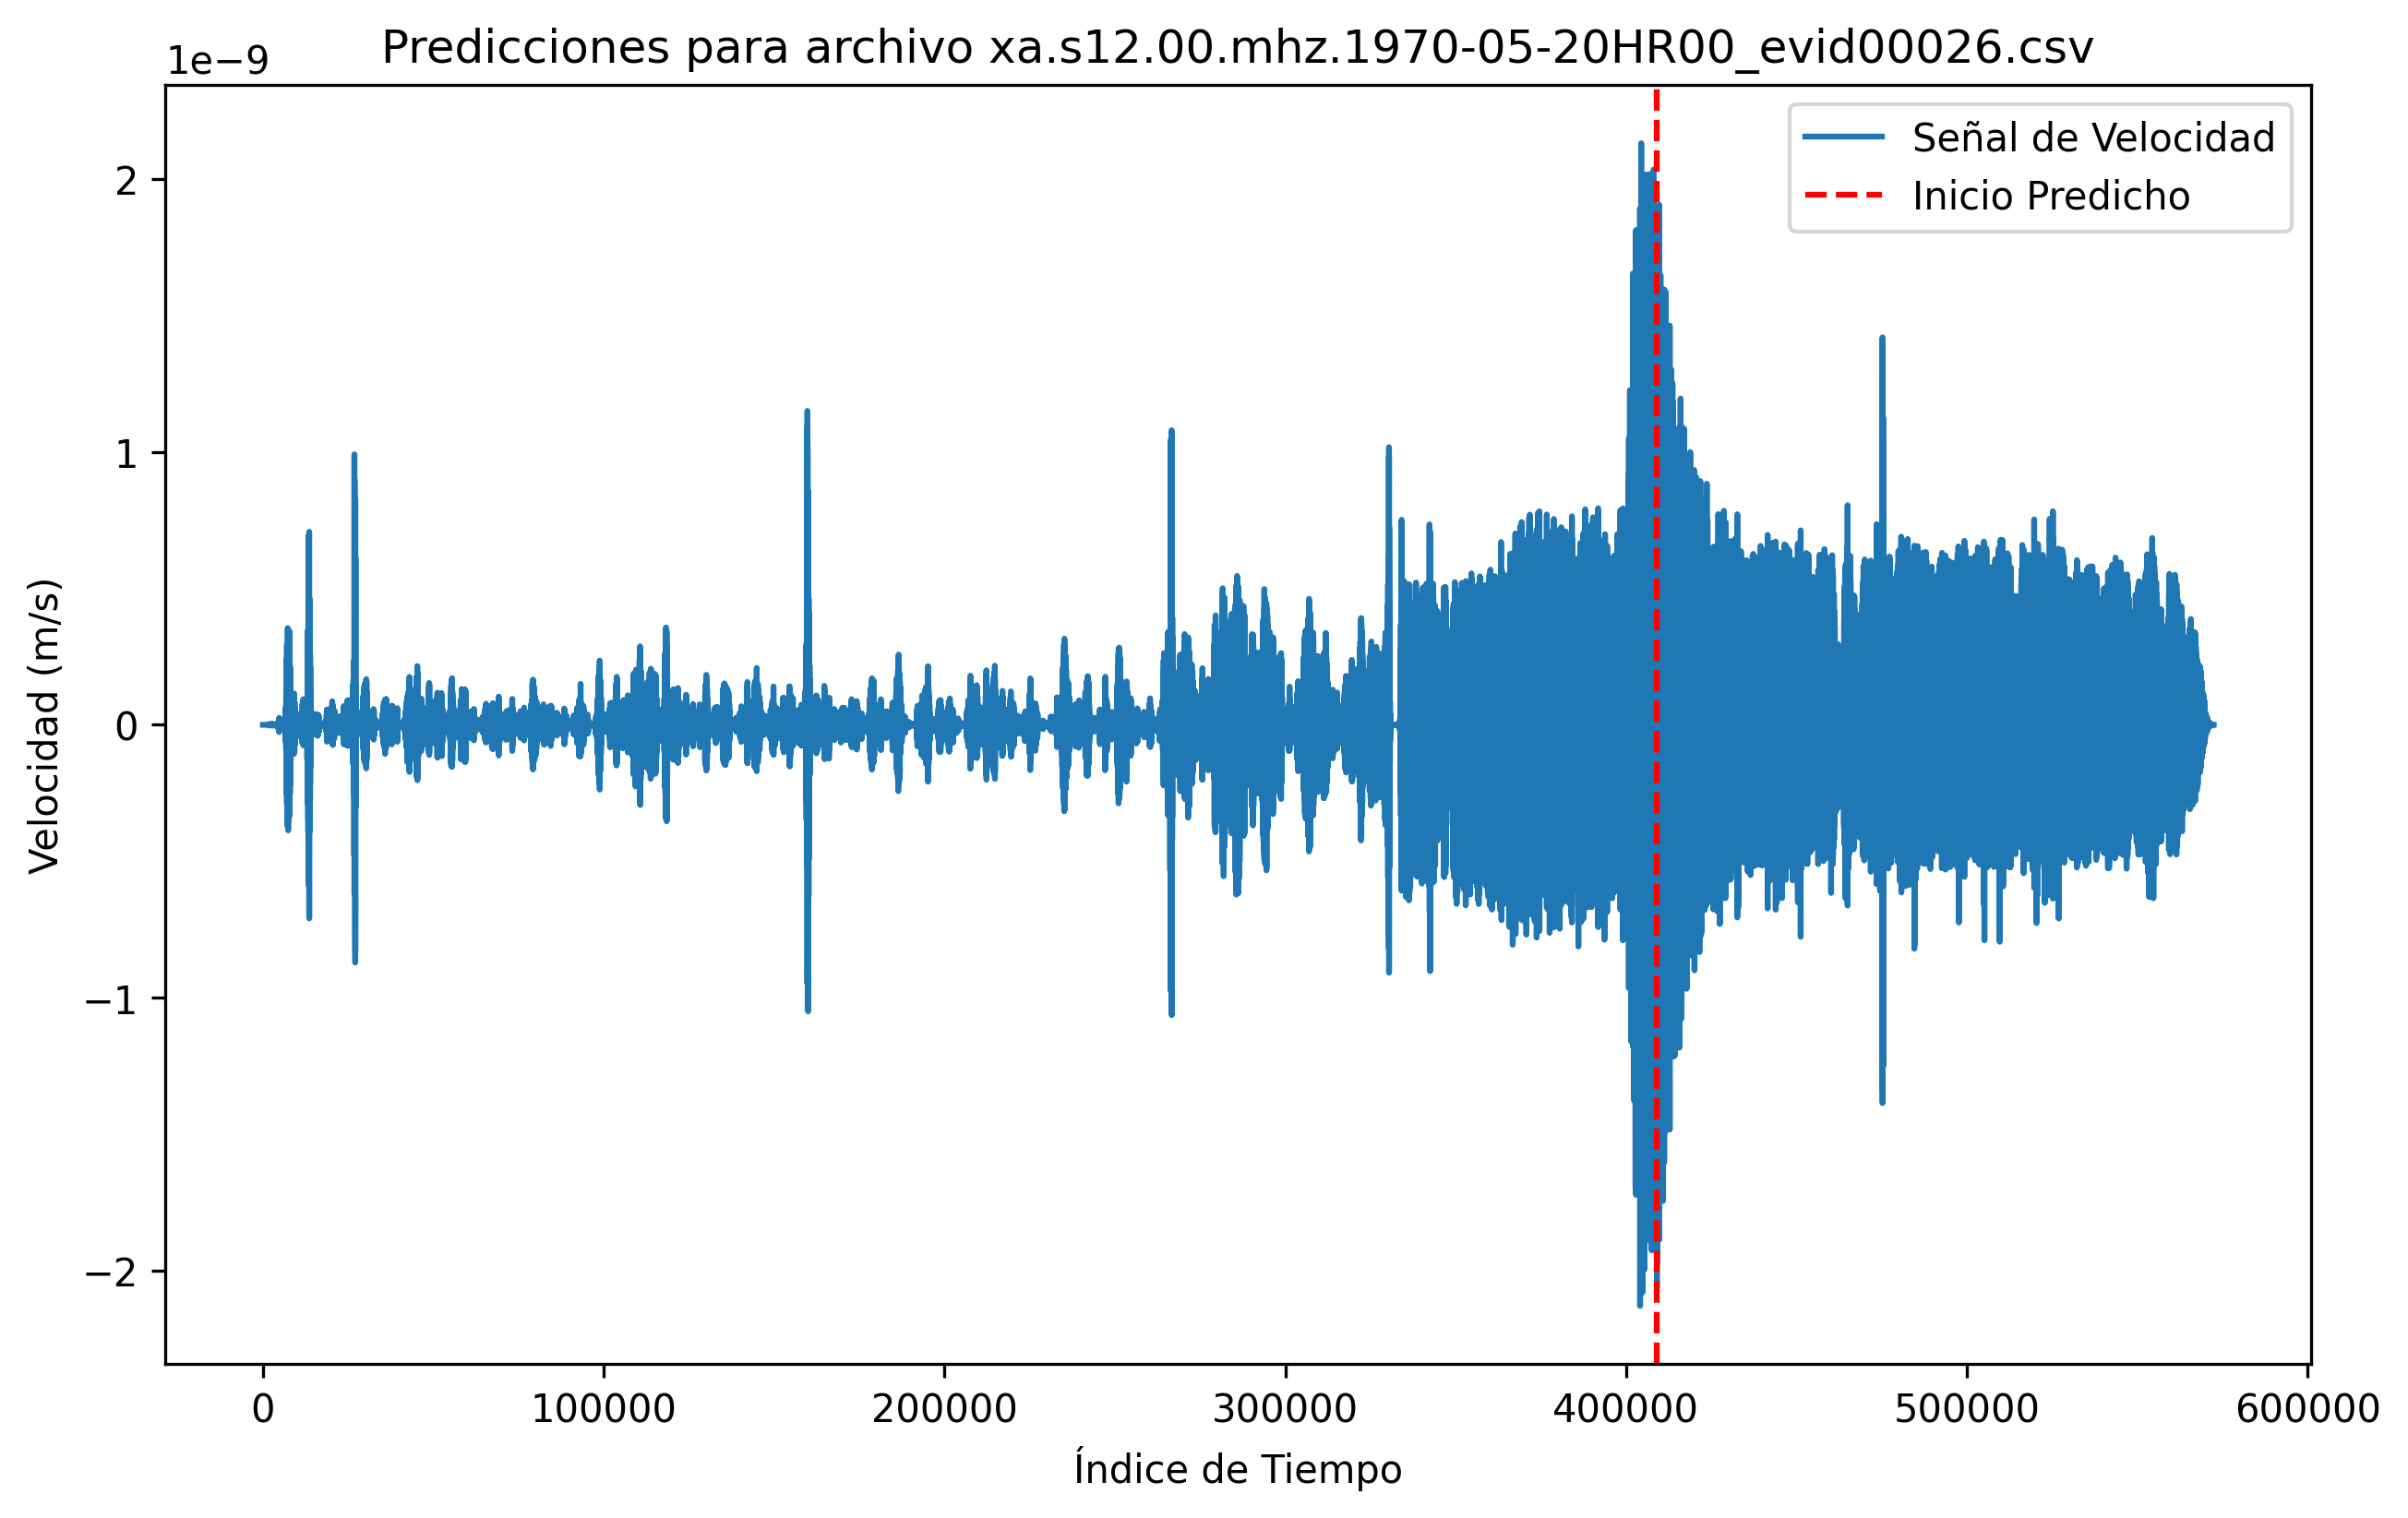 Predicciones para archivo xa.s12.00.mhz.1970-05-20HR00_evid00026.csv
1e−9
Señal de Velocidad
Inicio Predicho
2
1
0
−1
−2
Velocidad (m/s)
0 100000 200000 300000 400000 500000 600000
Índice de Tiempo